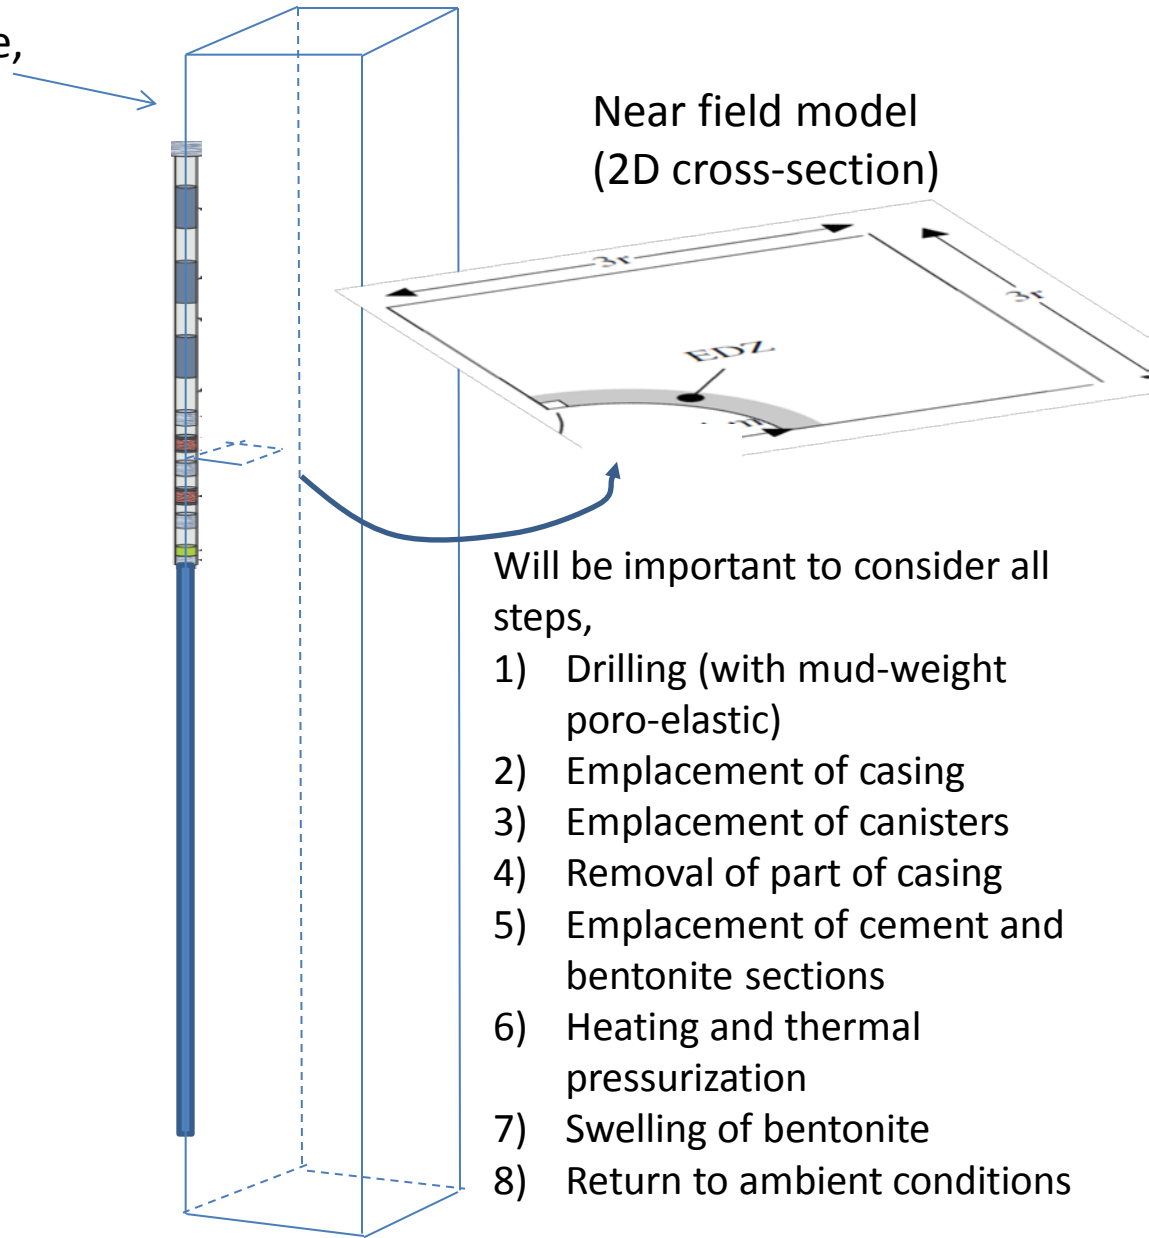 e,
Near field model
(2D cross-section)
3r
3r
EDZ
Will be important to consider all
steps,
1) Drilling (with mud-weight
poro-elastic)
2) Emplacement of casing
3) Emplacement of canisters
4) Removal of part of casing
5) Emplacement of cement and
bentonite sections
6) Heating and thermal
pressurization
7) Swelling of bentonite
8) Return to ambient conditions